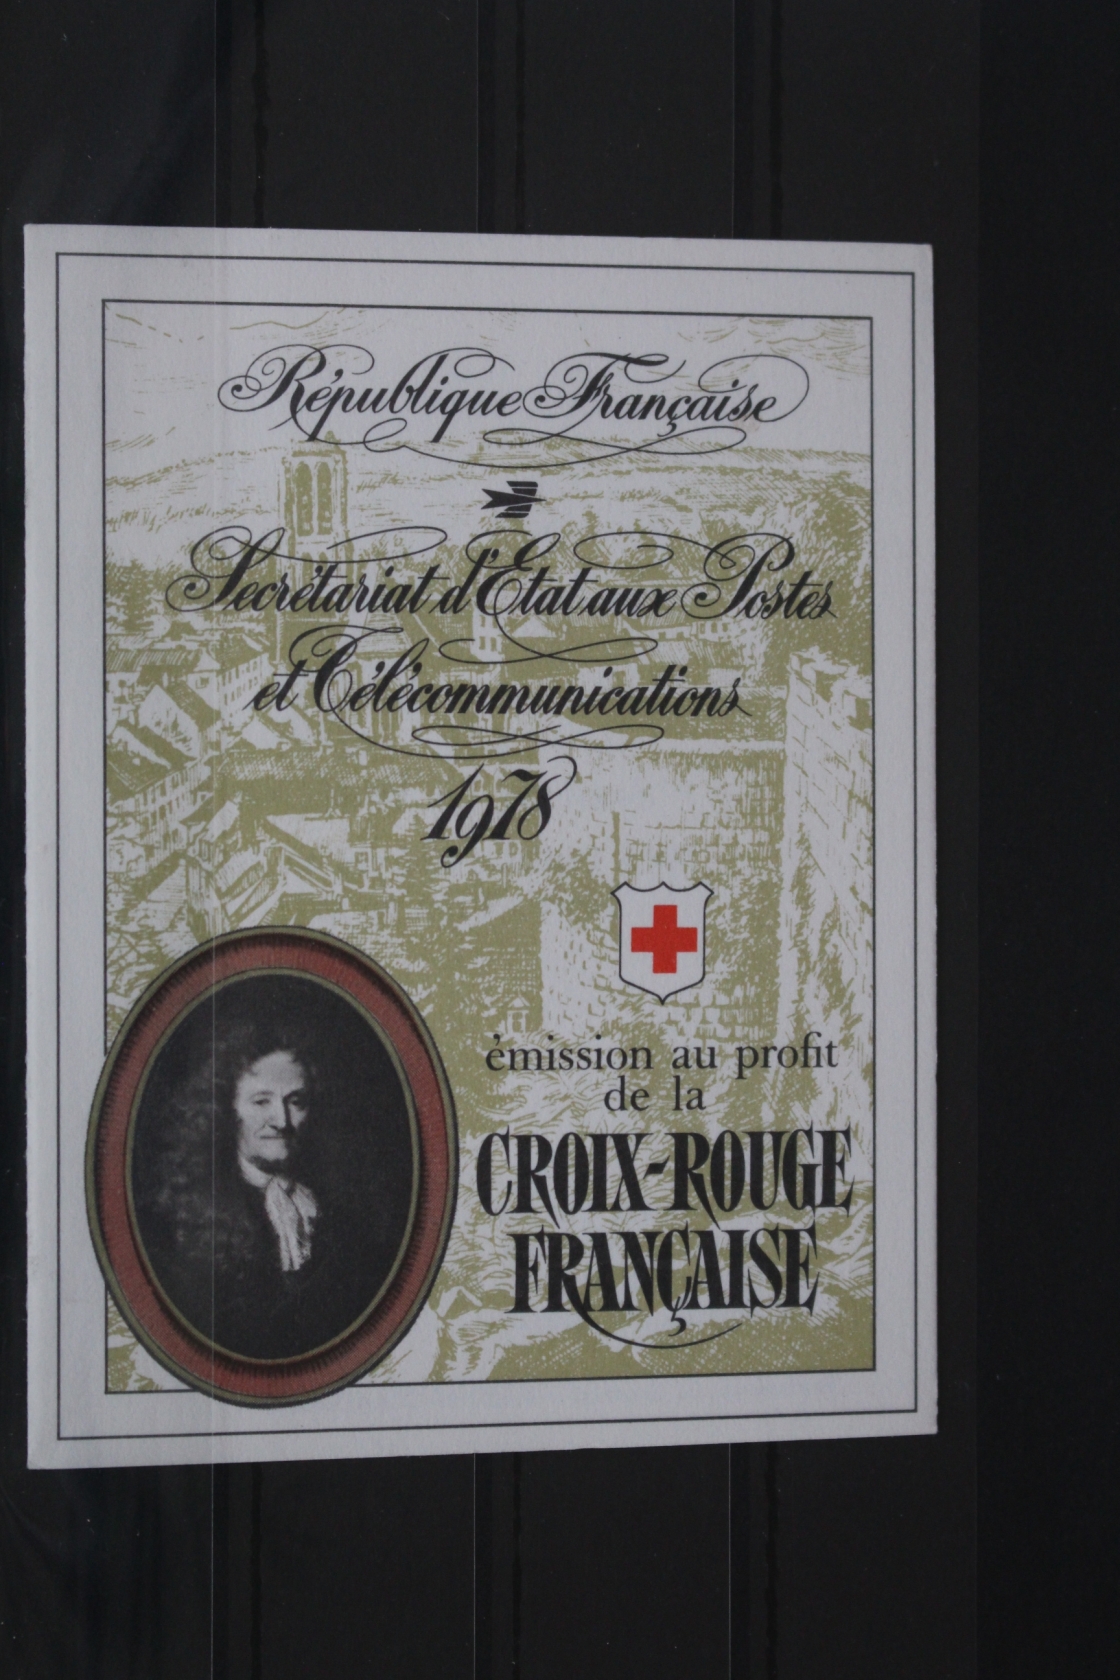 République Française
Secrétariat d'Etat aux Postes
et Télécommunications
1978
émission au profit
de la
CROIX-ROUGE
FRANÇAISE